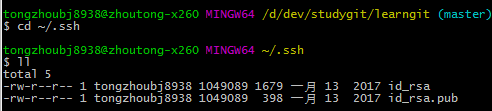 tongzhoubj8938@zhoutong-x260 MINGW64 /d/dev/studygit/learngit (master)
$ cd ~/.ssh
tongzhoubj8938@zhoutong-x260 MINGW64 ~/.ssh
$ ll
total 5
-rw-r--r-- 1 tongzhoubj8938 1049089 1679 一月 13 2017 id_rsa
-rw-r--r-- 1 tongzhoubj8938 1049089 398 一月 13 2017 id_rsa.pub